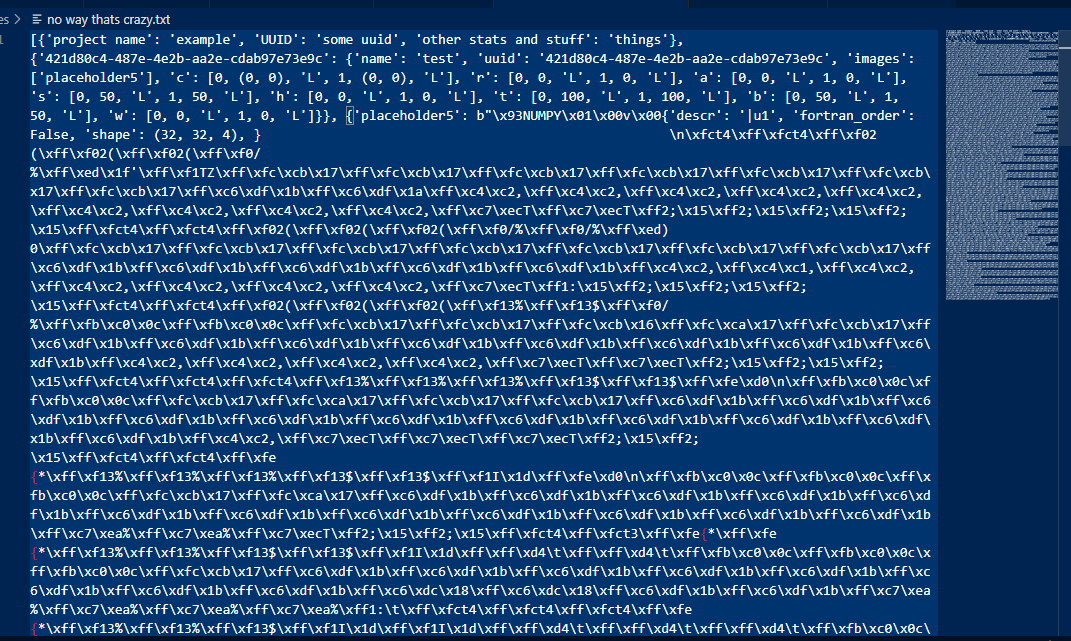 es > no way thats crazy.txt
1 [{'project name': 'example', 'UUID': 'some uuid', 'other stats and stuff': 'things'},
{'421d80c4-487e-4e2b-aa2e-cdab97e73e9c': {'name': 'test', 'uuid': '421d80c4-487e-4e2b-aa2e-cdab97e73e9c', 'images':
['placeholder5'], 'c': [0, (0, 0), 'L', 1, (0, 0), 'L'], 'r': [0, 0, 'L', 1, 0, 'L'], 'a': [0, 0, 'L', 1, 0, 'L'],
's': [0, 50, 'L', 1, 50, 'L'], 'h': [0, 0, 'L', 1, 0, 'L'], 't': [0, 100, 'L', 1, 100, 'L'], 'b': [0, 50, 'L', 1,
50, 'L'], 'w': [0, 0, 'L', 1, 0, 'L']}}, {'placeholder5': b"\x93NUMPY\x01\x00v\x00{'descr': '|u1', 'fortran_order':
False, 'shape': (32, 32, 4), } \n\xfct4\xff\xfct4\xff\xf02
(\xff\xf02(\xff\xf02(\xff\xf0/
%\xff\xed\x1f'\xff\xf1TZ\xff\xfc\xcb\x17\xff\xfc\xcb\x17\xff\xfc\xcb\x17\xff\xfc\xcb\x17\xff\xfc\xcb\x17\xff\xfc\xcb\
x17\xff\xfc\xcb\x17\xff\xc6\xdf\x1b\xff\xc6\xdf\x1a\xff\xc4\xc2,\xff\xc4\xc2,\xff\xc4\xc2,\xff\xc4\xc2,\xff\xc4\xc2,
\xff\xc4\xc2,\xff\xc4\xc2,\xff\xc4\xc2,\xff\xc4\xc2,\xff\xc7\xecT\xff\xc7\xecT\xff2;\x15\xff2;\x15\xff2;\x15\xff2;
\x15\xff\xfct4\xff\xfct4\xff\xf02(\xff\xf02(\xff\xf02(\xff\xf0/%\xff\xf0/%\xff\xed)
0\xff\xfc\xcb\x17\xff\xfc\xcb\x17\xff\xfc\xcb\x17\xff\xfc\xcb\x17\xff\xfc\xcb\x17\xff\xfc\xcb\x17\xff\xfc\xcb\x17\xff
\xc6\xdf\x1b\xff\xc6\xdf\x1b\xff\xc6\xdf\x1b\xff\xc6\xdf\x1b\xff\xc6\xdf\x1b\xff\xc4\xc2,\xff\xc4\xc1,\xff\xc4\xc2,
\xff\xc4\xc2,\xff\xc4\xc2,\xff\xc4\xc2,\xff\xc4\xc2,\xff\xc7\xecT\xff1:\x15\xff2;\x15\xff2;\x15\xff2;
\x15\xff\xfct4\xff\xfct4\xff\xf02(\xff\xf02(\xff\xf02(\xff\xf13%\xff\xf13$\xff\xf0/
%\xff\xfb\xc0\x0c\xff\xfb\xc0\x0c\xff\xfc\xcb\x17\xff\xfc\xcb\x17\xff\xfc\xcb\x16\xff\xfc\xca\x17\xff\xfc\xcb\x17\xff
\xc6\xdf\x1b\xff\xc6\xdf\x1b\xff\xc6\xdf\x1b\xff\xc6\xdf\x1b\xff\xc6\xdf\x1b\xff\xc6\xdf\x1b\xff\xc6\xdf\x1b\xff\xc6\
xdf\x1b\xff\xc4\xc2,\xff\xc4\xc2,\xff\xc4\xc2,\xff\xc4\xc2,\xff\xc7\xecT\xff\xc7\xecT\xff2;\x15\xff2;\x15\xff2;
\x15\xff\xfct4\xff\xfct4\xff\xfct4\xff\xf13%\xff\xf13%\xff\xf13%\xff\xf13$\xff\xf13$\xff\xfe\xd0\n\xff\xfb\xc0\x0c\xf
f\xfb\xc0\x0c\xff\xfc\xcb\x17\xff\xfc\xca\x17\xff\xfc\xcb\x17\xff\xfc\xcb\x17\xff\xc6\xdf\x1b\xff\xc6\xdf\x1b\xff\xc6
\xdf\x1b\xff\xc6\xdf\x1b\xff\xc6\xdf\x1b\xff\xc6\xdf\x1b\xff\xc6\xdf\x1b\xff\xc6\xdf\x1b\xff\xc6\xdf\x1b\xff\xc6\xdf\
x1b\xff\xc6\xdf\x1b\xff\xc4\xc2,\xff\xc7\xecT\xff\xc7\xecT\xff\xc7\xecT\xff2;\x15\xff2;
\x15\xff\xfct4\xff\xfct4\xff\xfe
{*\xff\xf13%\xff\xf13%\xff\xf13%\xff\xf13$\xff\xf13$\xff\xf1I\x1d\xff\xfe\xd0\n\xff\xfb\xc0\x0c\xff\xfb\xc0\x0c\xff\x
fb\xc0\x0c\xff\xfc\xcb\x17\xff\xfc\xca\x17\xff\xc6\xdf\x1b\xff\xc6\xdf\x1b\xff\xc6\xdf\x1b\xff\xc6\xdf\x1b\xff\xc6\xd
f\x1b\xff\xc6\xdf\x1b\xff\xc6\xdf\x1b\xff\xc6\xdf\x1b\xff\xc6\xdf\x1b\xff\xc6\xdf\x1b\xff\xc6\xdf\x1b\xff\xc6\xdf\x1b
\xff\xc7\xea%\xff\xc7\xea%\xff\xc7\xecT\xff2;\x15\xff2;\x15\xff\xfct4\xff\xfct3\xff\xfe{*\xff\xfe
{*\xff\xf13%\xff\xf13%\xff\xf13$\xff\xf13$\xff\xf1I\x1d\xff\xff\xd4\t\xff\xff\xd4\t\xff\xfb\xc0\x0c\xff\xfb\xc0\x0c\x
ff\xfb\xc0\x0c\xff\xfc\xcb\x17\xff\xc6\xdf\x1b\xff\xc6\xdf\x1b\xff\xc6\xdf\x1b\xff\xc6\xdf\x1b\xff\xc6\xdf\x1b\xff\xc
6\xdf\x1b\xff\xc6\xdf\x1b\xff\xc6\xdf\x1b\xff\xc6\xdc\x18\xff\xc6\xdc\x18\xff\xc6\xdf\x1b\xff\xc6\xdf\x1b\xff\xc7\xea
%\xff\xc7\xea%\xff\xc7\xea%\xff\xc7\xea%\xff1:\t\xff\xfct4\xff\xfct4\xff\xfct4\xff\xfe
{*\xff\xf13%\xff\xf13%\xff\xf13$\xff\xf1I\x1d\xff\xf1I\x1d\xff\xff\xd4\t\xff\xff\xd4\t\xff\xff\xd4\t\xff\xfb\xc0\x0c\